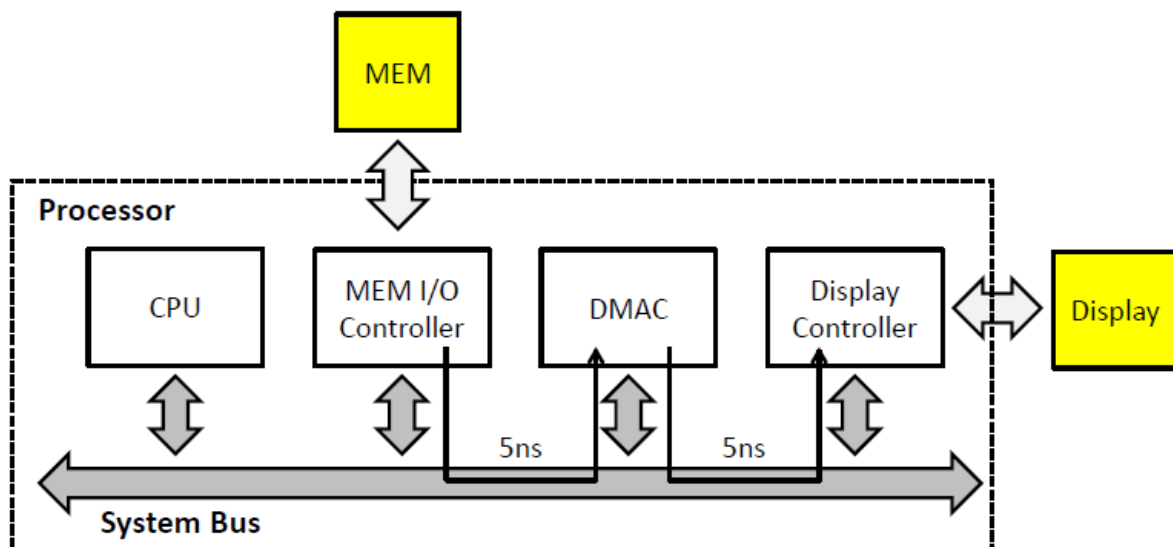 MEM
Processor
CPU
MEM I/O
Controller
DMAC
Display
Controller
Display
5ns
5ns
System Bus